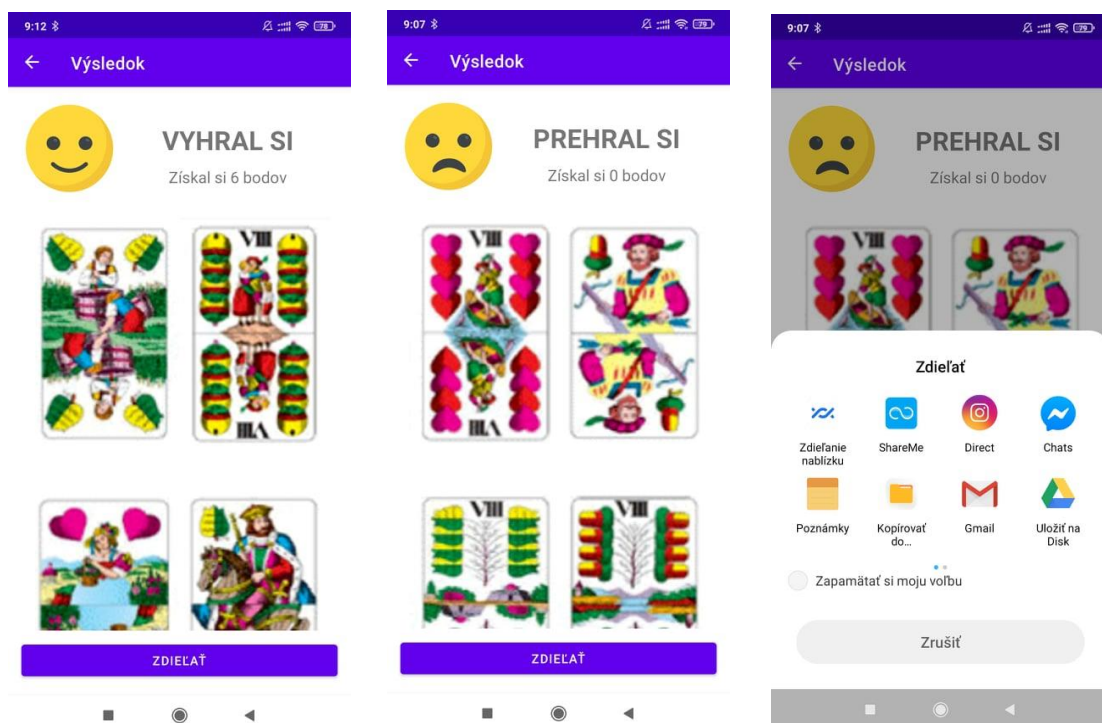 9:12
78
Výsledok
VYHRAL SI
Získal si 6 bodov
VIII
VIII
ZDIEĽAŤ
9:07
79
Výsledok
PREHRAL SI
Získal si 0 bodov
VIII
VIII
VIII
VIII
ZDIEĽAŤ
9:07
79
Výsledok
PREHRAL SI
Získal si 0 bodov
VIII
Zdieľať
Zdieľanie
nablízku
ShareMe
Direct
Chats
Poznámky
Kopírovať
do...
Gmail
Uložiť na
Disk
Zapamätať si moju voľbu
Zrušiť